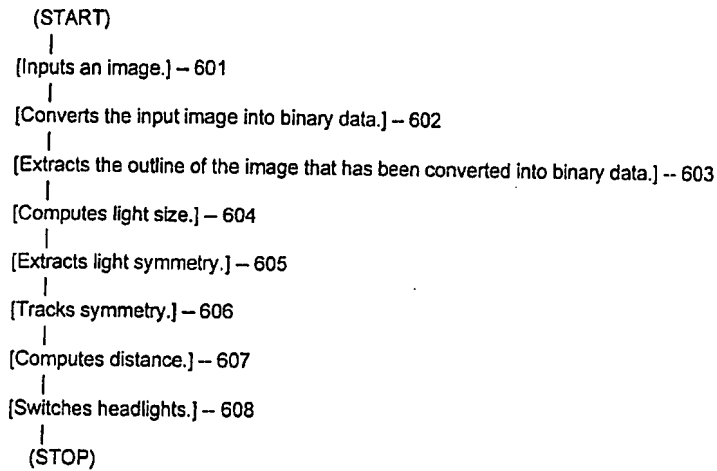 (START)
[Inputs an image.] – 601
[Converts the input image into binary data.] – 602
[Extracts the outline of the image that has been converted into binary data.] -- 603
[Computes light size.] – 604
[Extracts light symmetry.] – 605
[Tracks symmetry.] – 606
[Computes distance.] – 607
[Switches headlights.] – 608
(STOP)